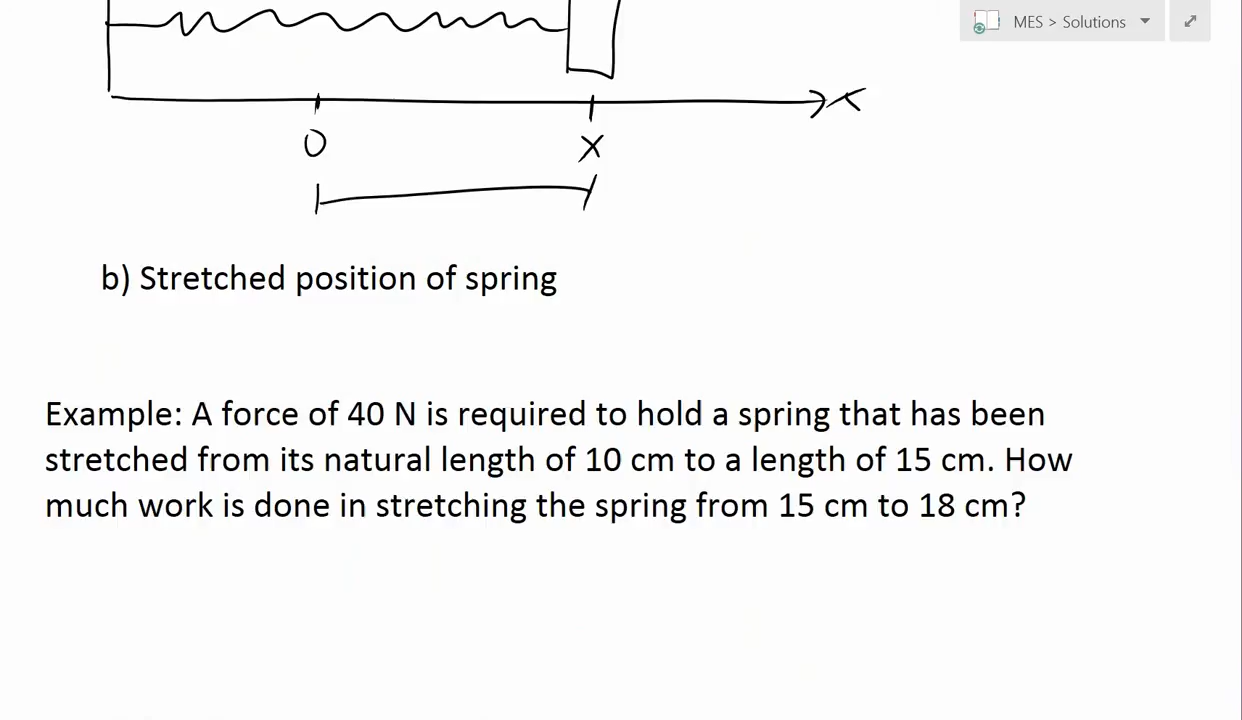 MES > Solutions
x
0
x
b) Stretched position of spring
Example: A force of 40 N is required to hold a spring that has been
stretched from its natural length of 10 cm to a length of 15 cm. How
much work is done in stretching the spring from 15 cm to 18 cm?